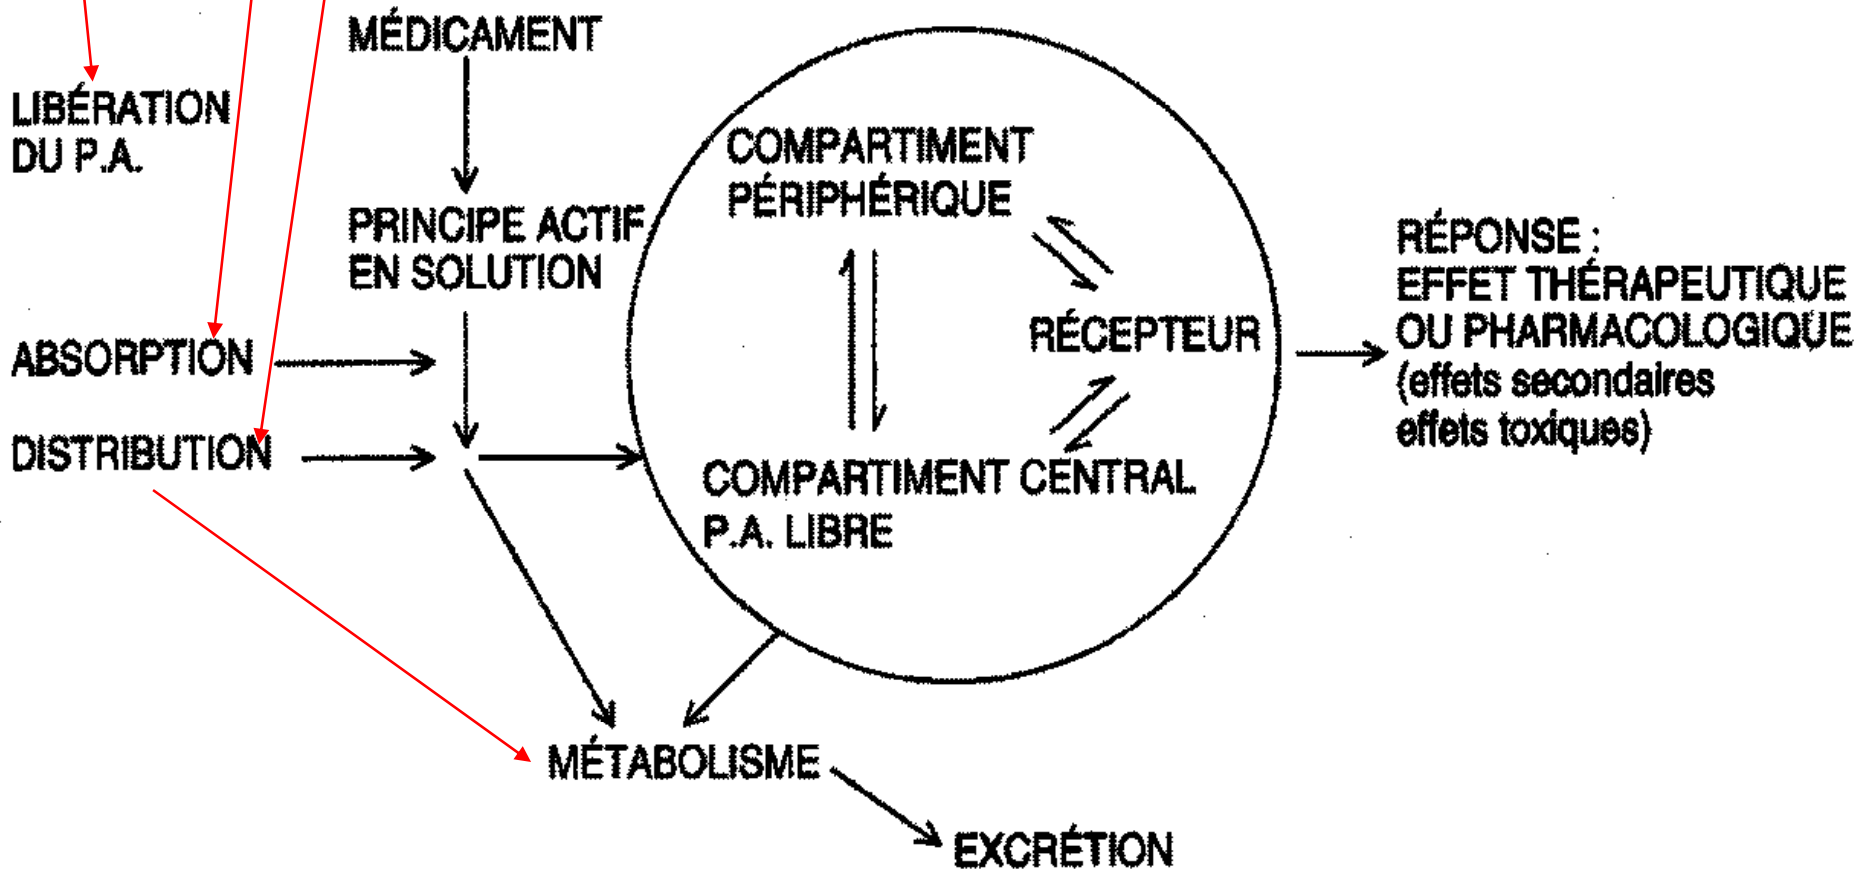 MÉDICAMENT
LIBÉRATION
DU P.A.
PRINCIPE ACTIF
EN SOLUTION
ABSORPTION
DISTRIBUTION
COMPARTIMENT
PÉRIPHÉRIQUE
RÉCEPTEUR
COMPARTIMENT CENTRAL
P.A. LIBRE
RÉPONSE :
EFFET THÉRAPEUTIQUE
OU PHARMACOLOGIQUE
(effets secondaires
effets toxiques)
MÉTABOLISME
EXCRÉTION